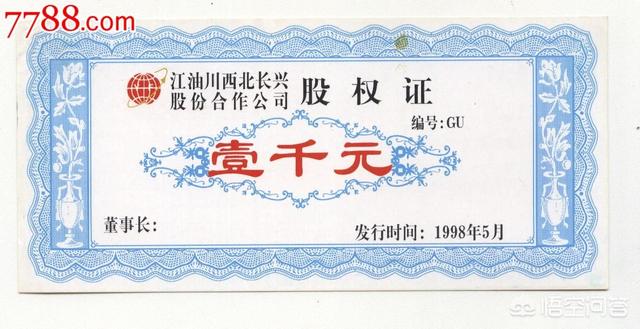 7788.com
江油川西北长兴
股份合作公司
股权证
编号:GU
壹千元
董事长:
发行时间: 1998年5月
悟空问答